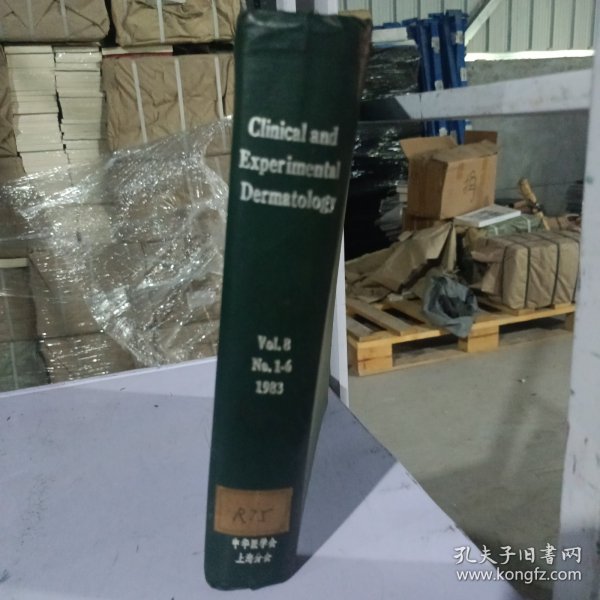 Clinical and
Experimental
Dermatology
Vol. 8
No. 1-6
1983
R75
中华医学会
上海分会
孔夫子旧书网
www.kongfz.com